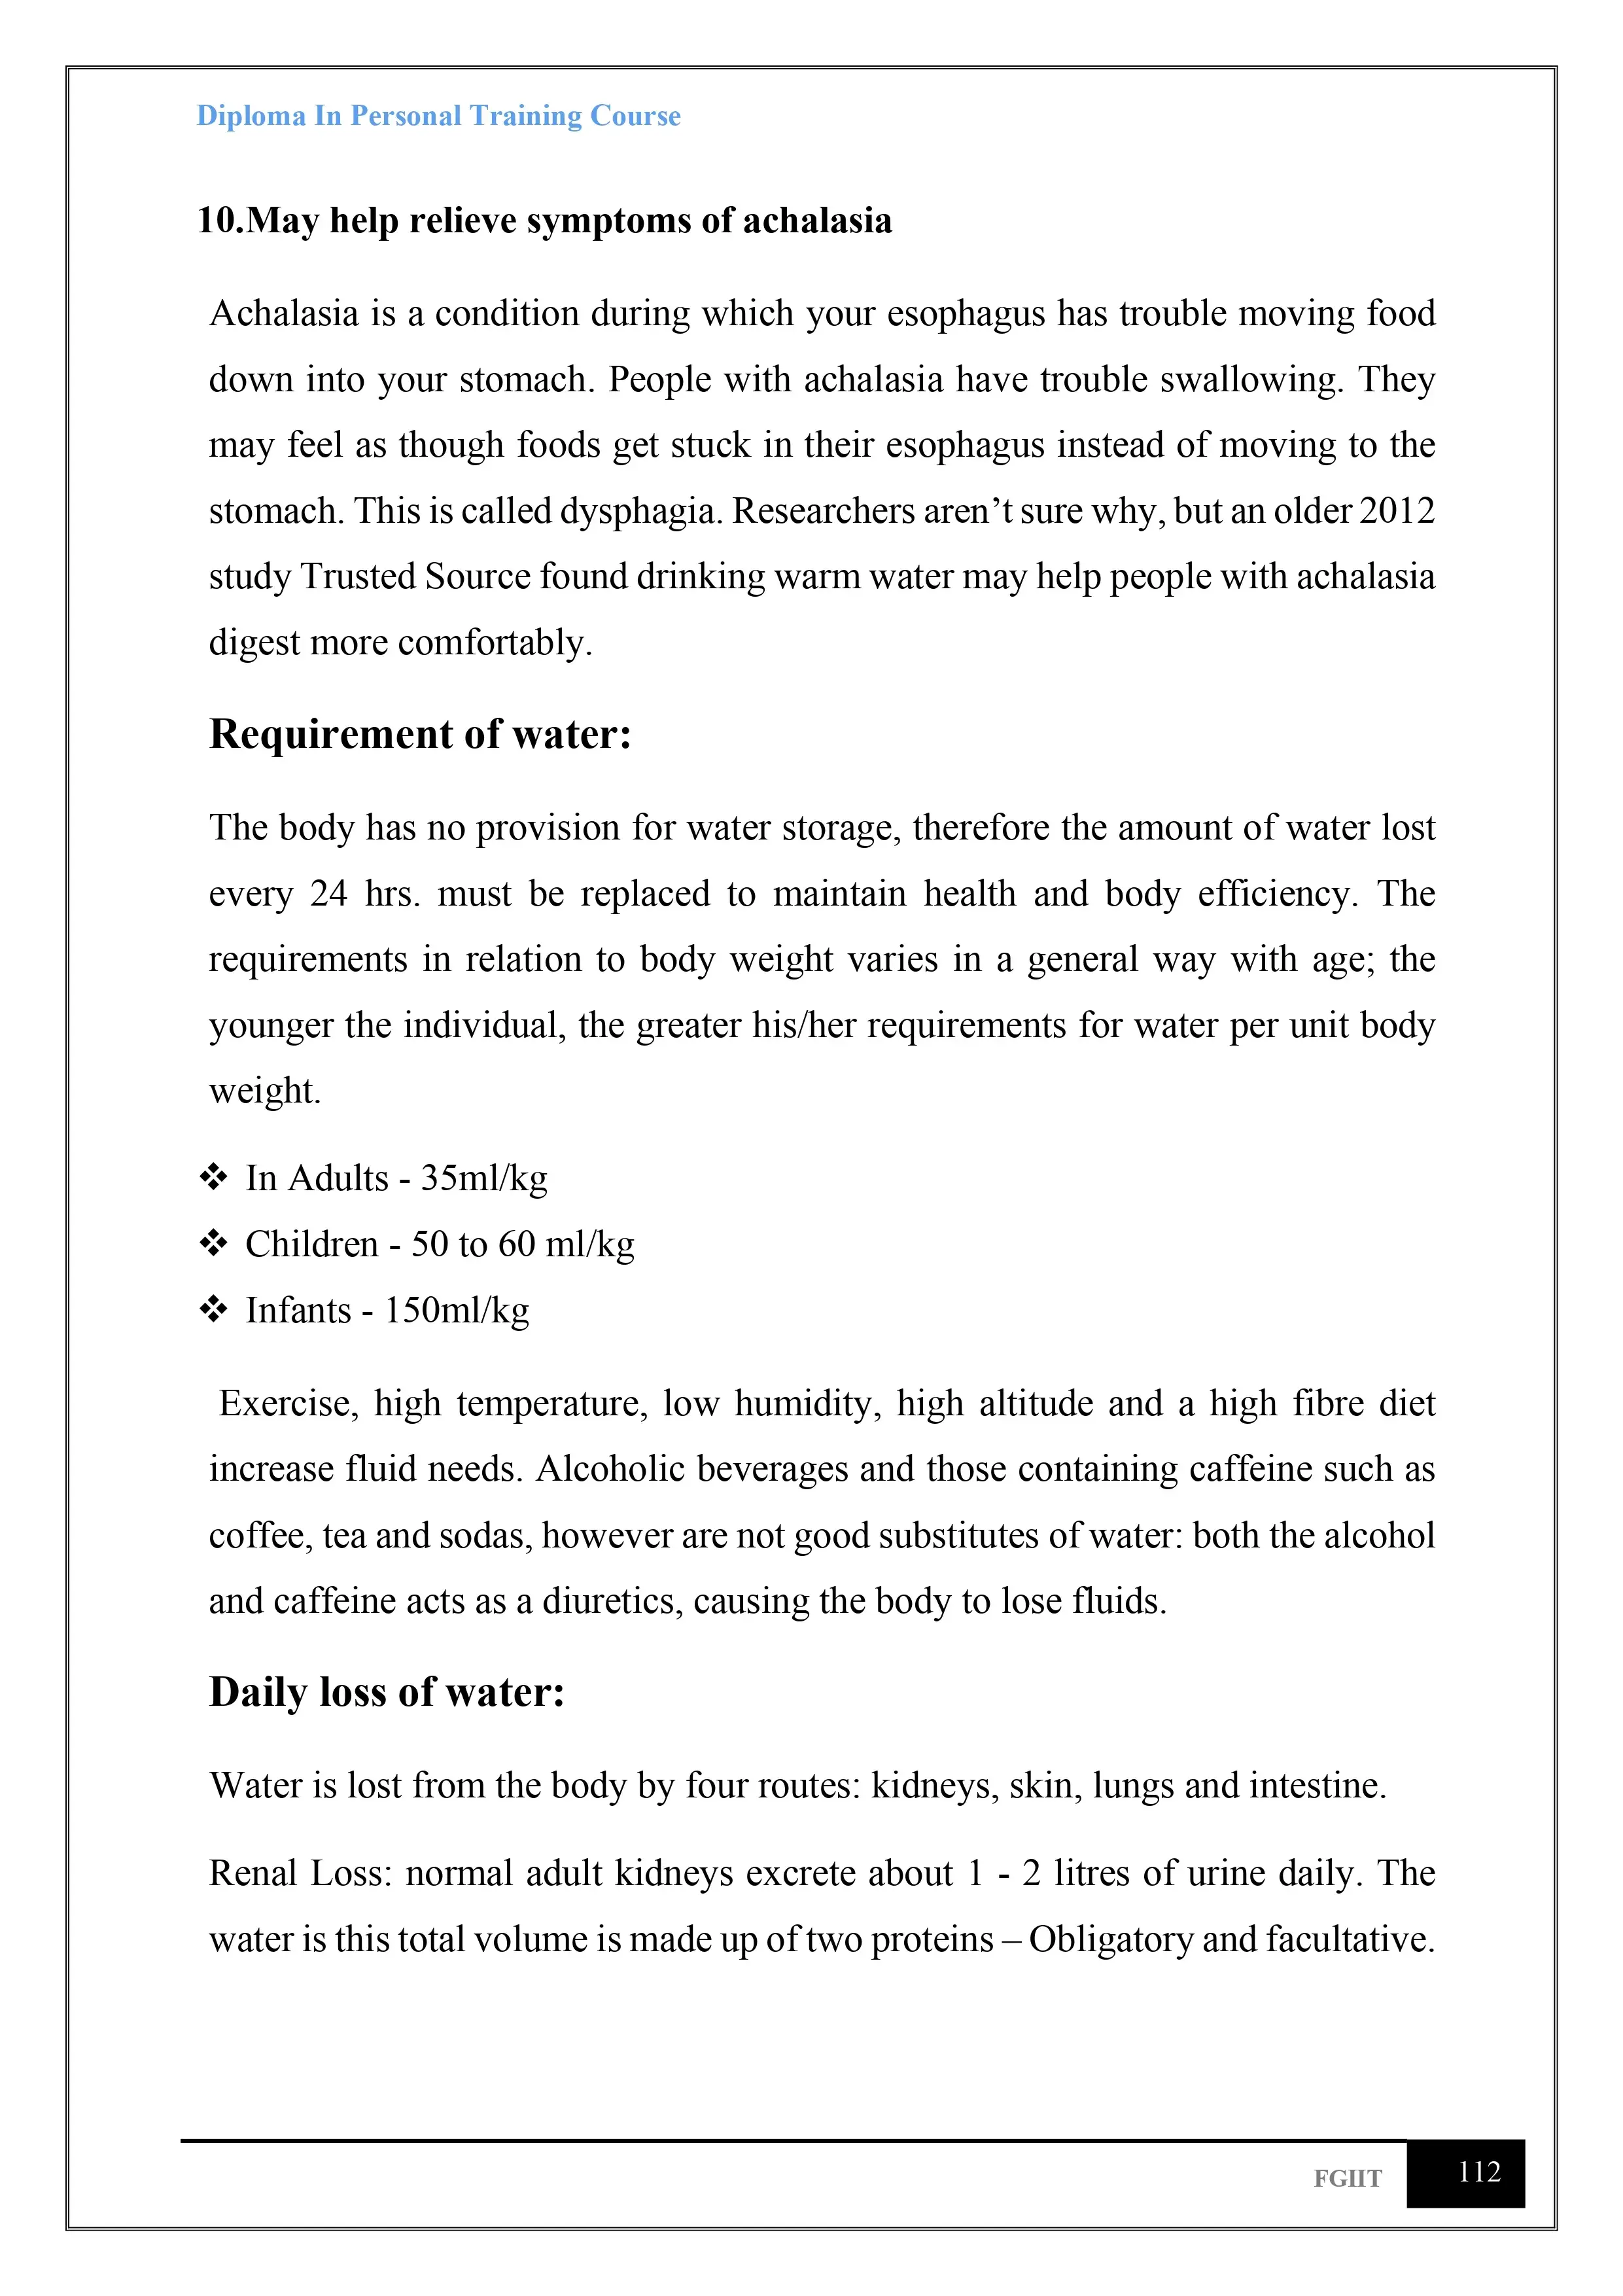 Diploma In Personal Training Course
10.May help relieve symptoms of achalasia
Achalasia is a condition during which your esophagus has trouble moving food
down into your stomach. People with achalasia have trouble swallowing. They
may feel as though foods get stuck in their esophagus instead of moving to the
stomach. This is called dysphagia. Researchers aren’t sure why, but an older 2012
study Trusted Source found drinking warm water may help people with achalasia
digest more comfortably.
Requirement of water:
The body has no provision for water storage, therefore the amount of water lost
every 24 hrs. must be replaced to maintain health and body efficiency. The
requirements in relation to body weight varies in a general way with age; the
younger the individual, the greater his/her requirements for water per unit body
weight.
❖ In Adults - 35ml/kg
❖ Children - 50 to 60 ml/kg
❖ Infants - 150ml/kg
Exercise, high temperature, low humidity, high altitude and a high fibre diet
increase fluid needs. Alcoholic beverages and those containing caffeine such as
coffee, tea and sodas, however are not good substitutes of water: both the alcohol
and caffeine acts as a diuretics, causing the body to lose fluids.
Daily loss of water:
Water is lost from the body by four routes: kidneys, skin, lungs and intestine.
Renal Loss: normal adult kidneys excrete about 1 - 2 litres of urine daily. The
water is this total volume is made up of two proteins – Obligatory and facultative.
FGIIT 112